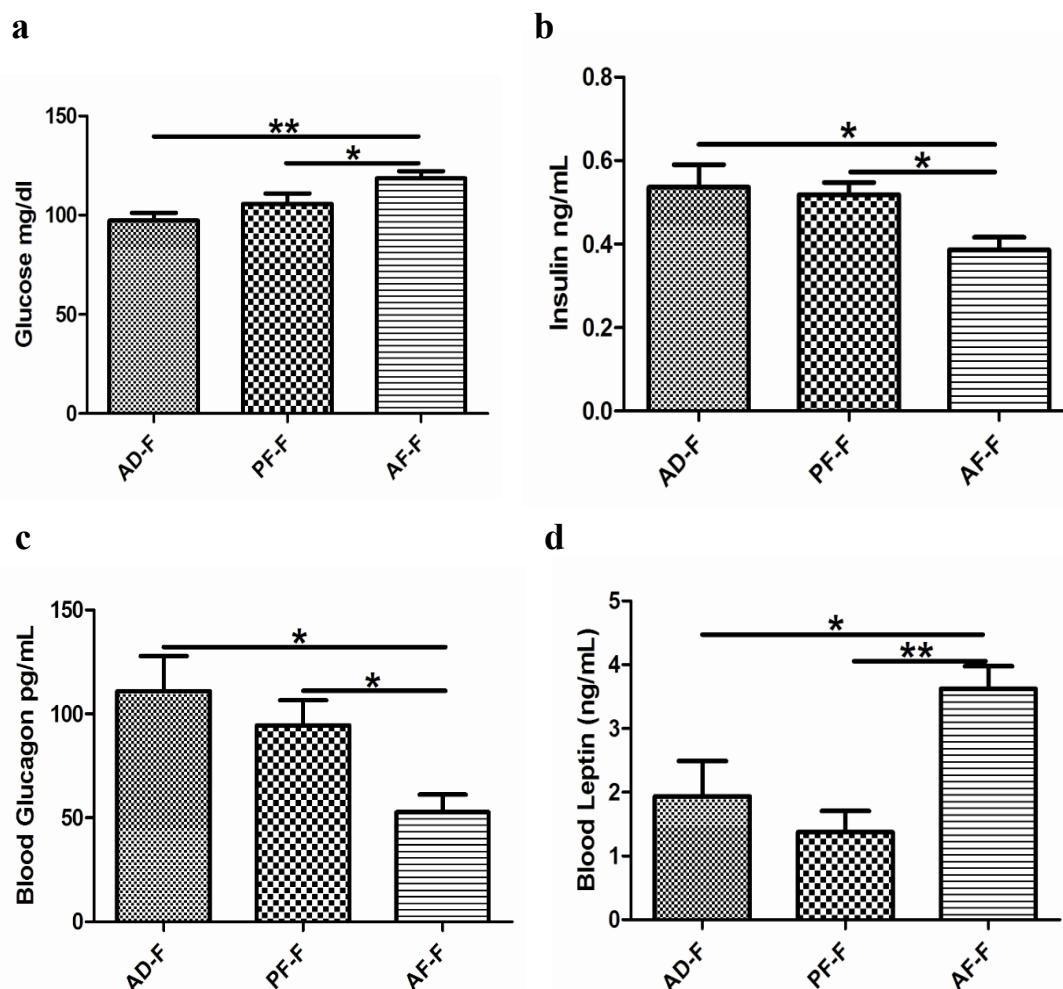 a
Glucose mg/dl
150
100
50
0
**
*
AD-F
PF-F
AF-F
b
Insulin ng/mL
0.8
0.6
0.4
0.2
0.0
*
*
AD-F
PF-F
AF-F
c
Blood Glucagon pg/mL
150
100
50
0
*
*
AD-F
PF-F
AF-F
d
Blood Leptin (ng/mL)
5
4
3
2
1
0
*
**
AD-F
PF-F
AF-F